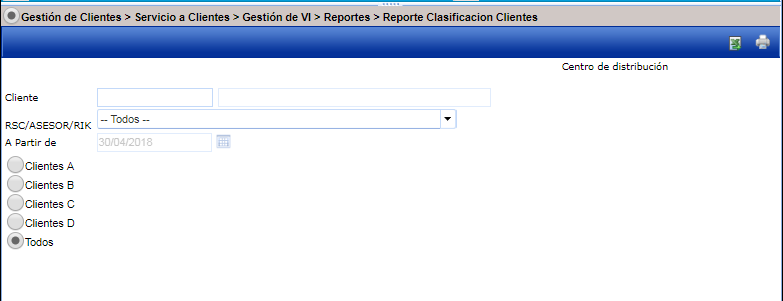 Gestión de Clientes > Servicio a Clientes > Gestión de VI > Reportes > Reporte Clasificacion Clientes
Centro de distribución
Cliente
RSC/ASESOR/RIK -- Todos --
A Partir de 30/04/2018
Clientes A
Clientes B
Clientes C
Clientes D
Todos